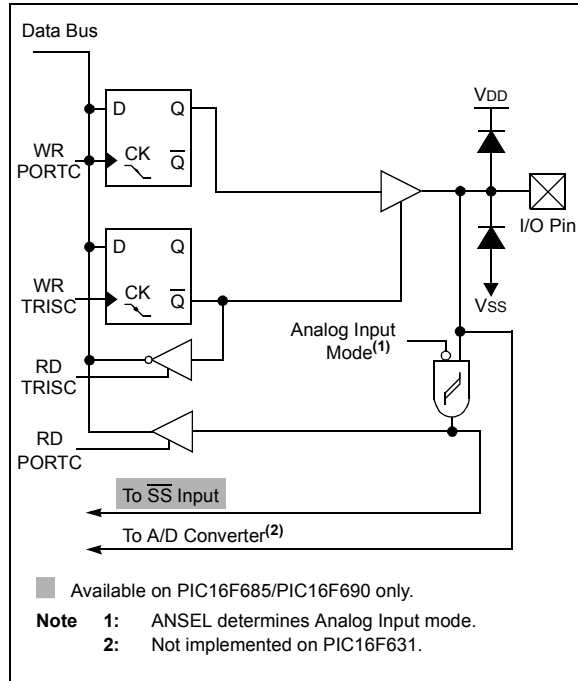 Data Bus
D Q
VDD
WR
PORTC
CK Q
I/O Pin
D Q
WR
TRISC
CK Q
VSS
Analog Input
Mode(1)
RD
TRISC
RD
PORTC
To SS Input
To A/D Converter(2)
Available on PIC16F685/PIC16F690 only.
Note 1: ANSEL determines Analog Input mode.
2: Not implemented on PIC16F631.